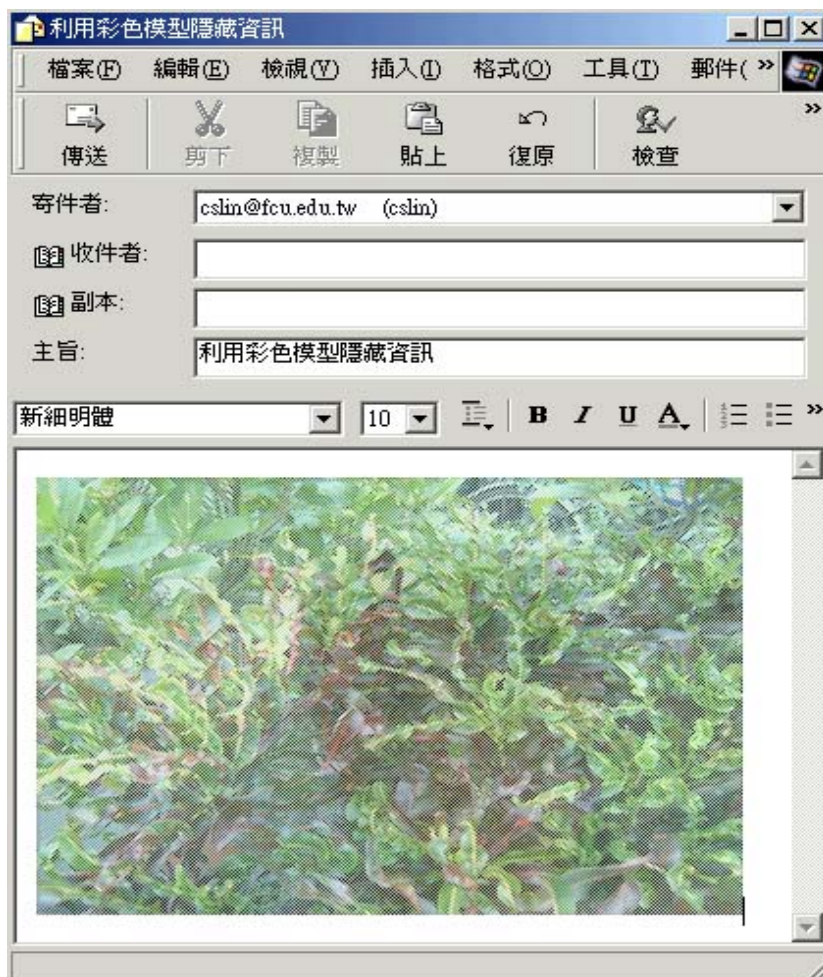 利用彩色模型隱藏資訊
檔案(F) 編輯(E) 檢視(V) 插入(I) 格式(O) 工具(T) 郵件( »
傳送 剪下 複製 貼上 復原 檢查 »
寄件者: cslin@fcu.edu.tw (cslin)
收件者:
副本:
主旨: 利用彩色模型隱藏資訊
新細明體 10 B I U A »